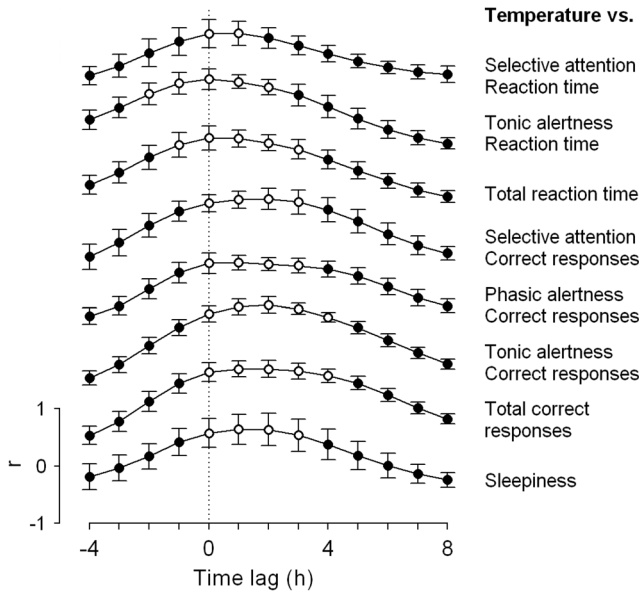 Temperature vs.
Selective attention
Reaction time
Tonic alertness
Reaction time
Total reaction time
Selective attention
Correct responses
Phasic alertness
Correct responses
Tonic alertness
Correct responses
Total correct
responses
Sleepiness
1
0
-1
r
-4 0 4 8
Time lag (h)